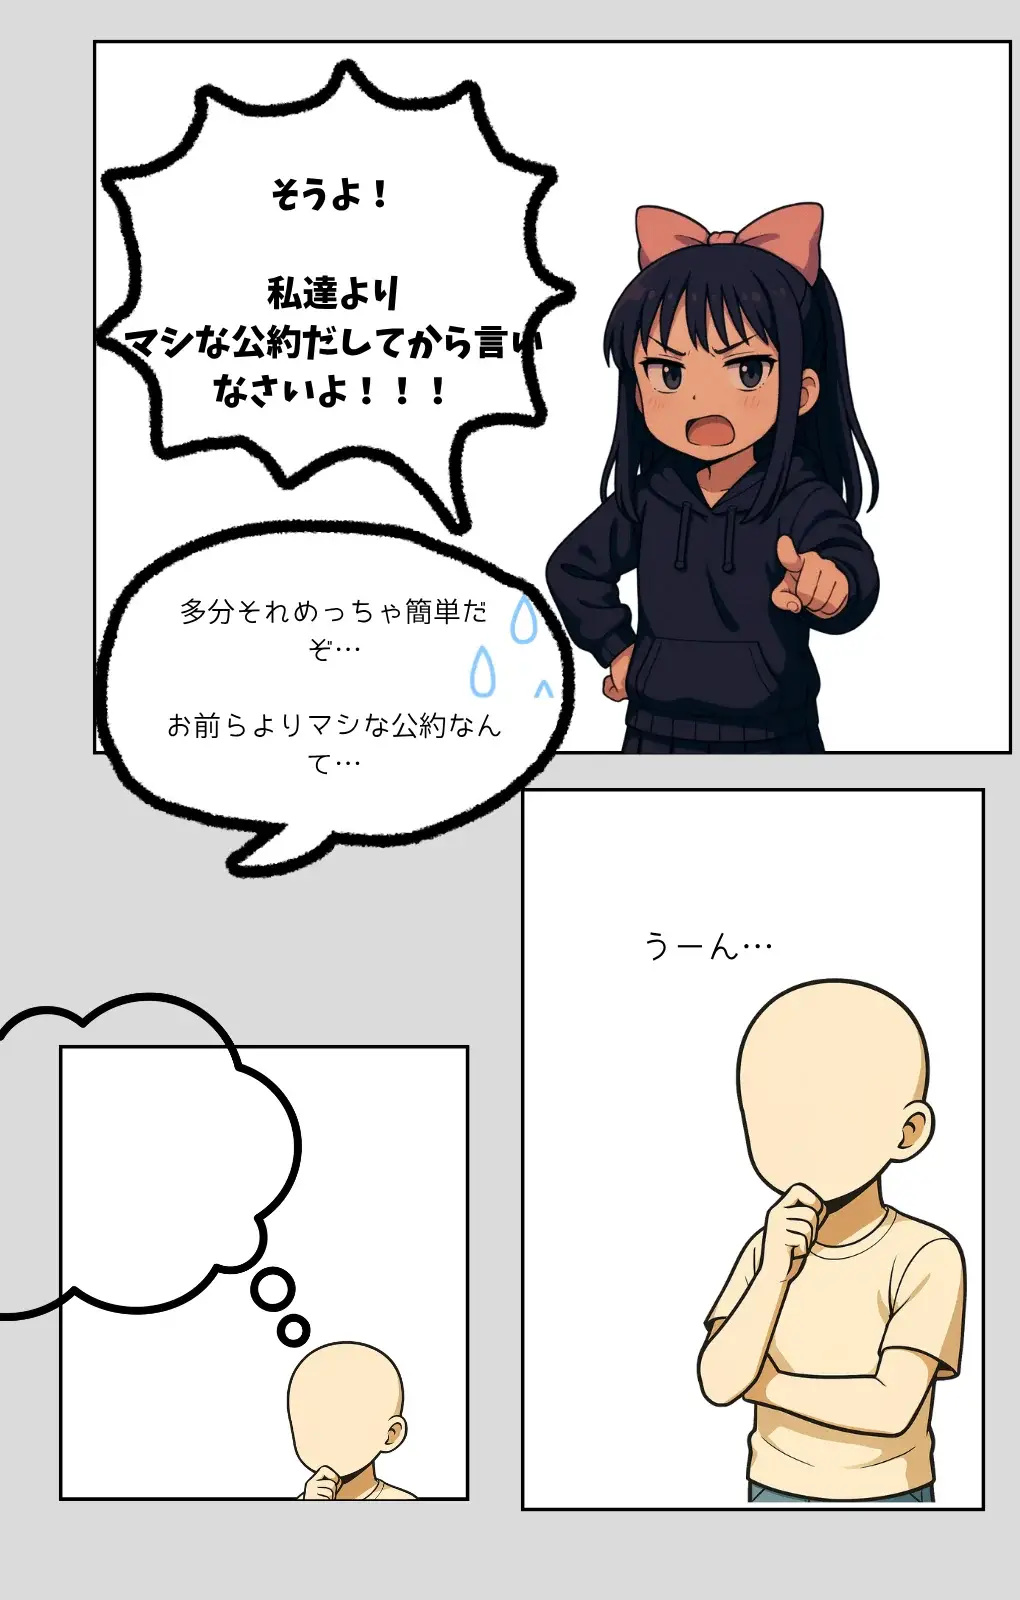 そうよ！
私達より
マシな公約だしてから言い
なさいよ！！！
多分それめっちゃ簡単だ
ぞ…
お前らよりマシな公約なん
て…
うーん…